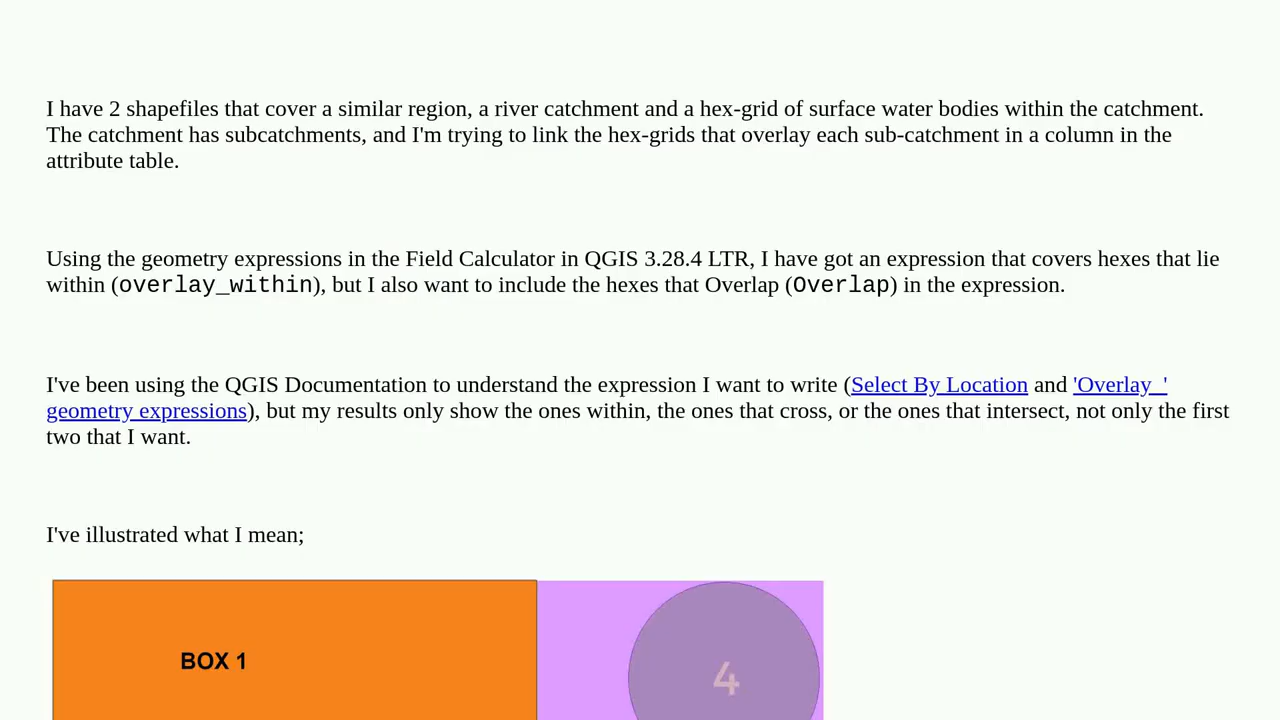 I have 2 shapefiles that cover a similar region, a river catchment and a hex-grid of surface water bodies within the catchment.
The catchment has subcatchments, and I'm trying to link the hex-grids that overlay each sub-catchment in a column in the
attribute table.
Using the geometry expressions in the Field Calculator in QGIS 3.28.4 LTR, I have got an expression that covers hexes that lie
within (overlay_within), but I also want to include the hexes that Overlap (Overlap) in the expression.
I've been using the QGIS Documentation to understand the expression I want to write (Select By Location and 'Overlay_'
geometry expressions), but my results only show the ones within, the ones that cross, or the ones that intersect, not only the first
two that I want.
I've illustrated what I mean;
BOX 1
4